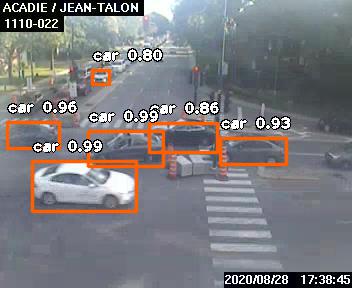 ACADIE / JEAN-TALON
1110-022
car 0.80
car 0.96
car 0.99
car 0.86
car 0.93
car 0.99
2020/08/28 17:38:45